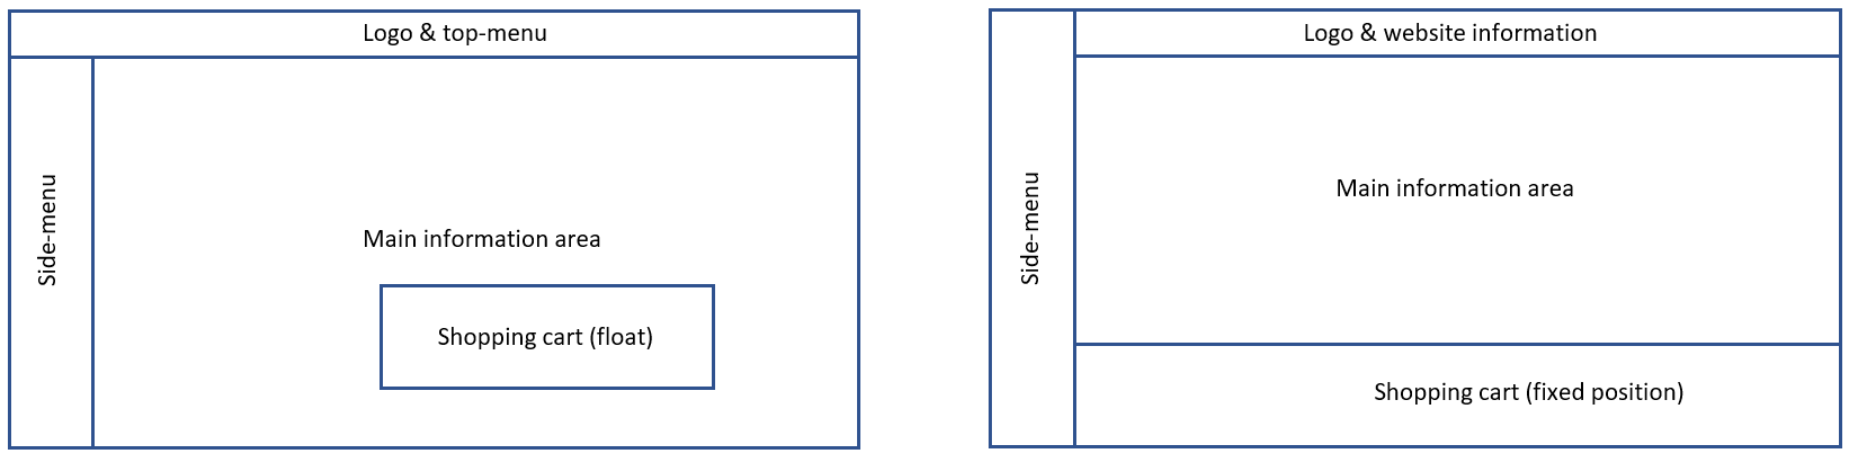 Logo & top-menu
Side-menu
Main information area
Shopping cart (float)
Logo & website information
Side-menu
Main information area
Shopping cart (fixed position)